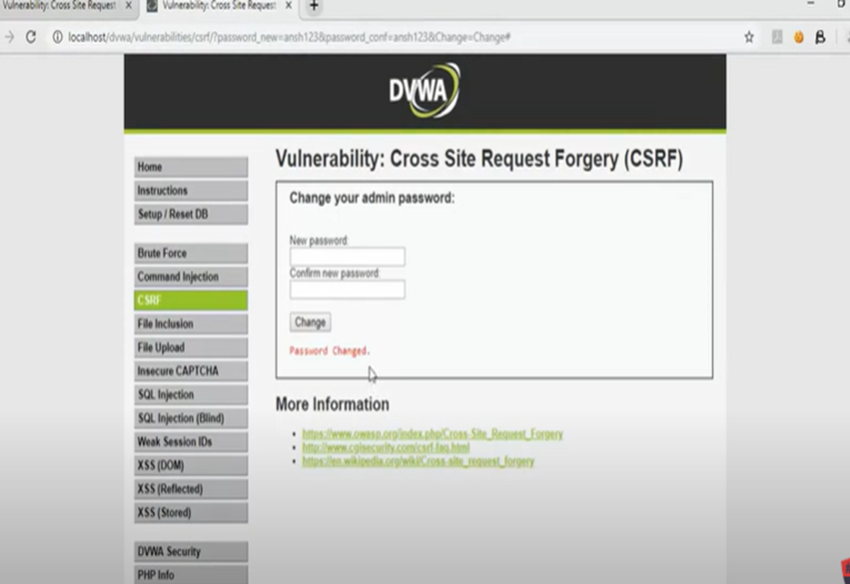 Vulnerability: Cross Site Request
Vulnerability: Cross Site Request
localhost/dvwa/vulnerabilities/csrf/?password_new=ansh123&password_conf=ansh123&Change=Change#
DVWA
Vulnerability: Cross Site Request Forgery (CSRF)
Home
Instructions
Setup / Reset DB
Brute Force
Command Injection
CSRF
File Inclusion
File Upload
Insecure CAPTCHA
SQL Injection
SQL Injection (Blind)
Weak Session IDs
XSS (DOM)
XSS (Reflected)
XSS (Stored)
DVWA Security
PHP Info
Change your admin password:
New password:
Confirm new password:
Change
Password Changed.
More Information
https://www.owasp.org/index.php/Cross-Site_Request_Forgery
http://www.cgisecurity.com/csrf-faq.html
https://en.wikipedia.org/wiki/Cross-site_request_forgery